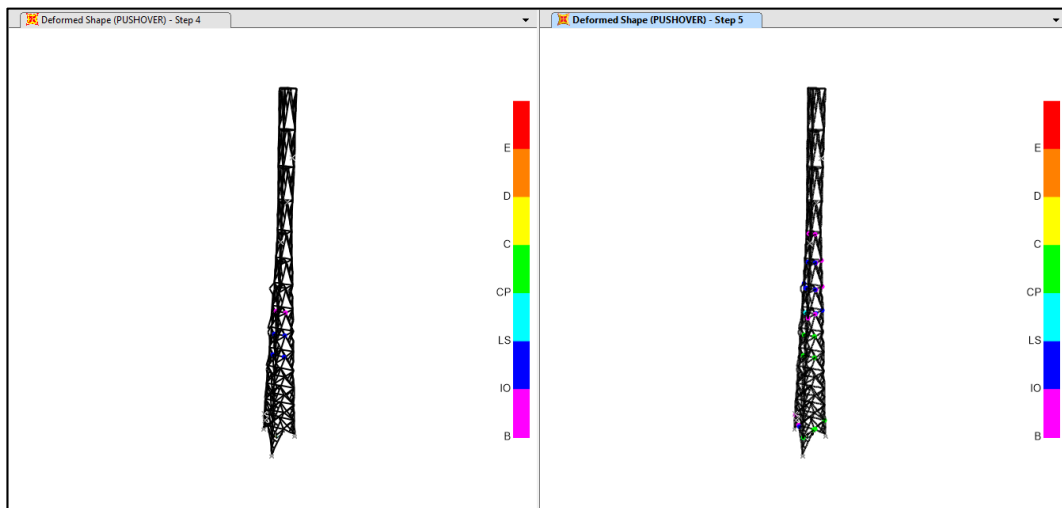 Deformed Shape (PUSHOVER) - Step 4
E
D
C
CP
LS
IO
B
Deformed Shape (PUSHOVER) - Step 5
E
D
C
CP
LS
IO
B